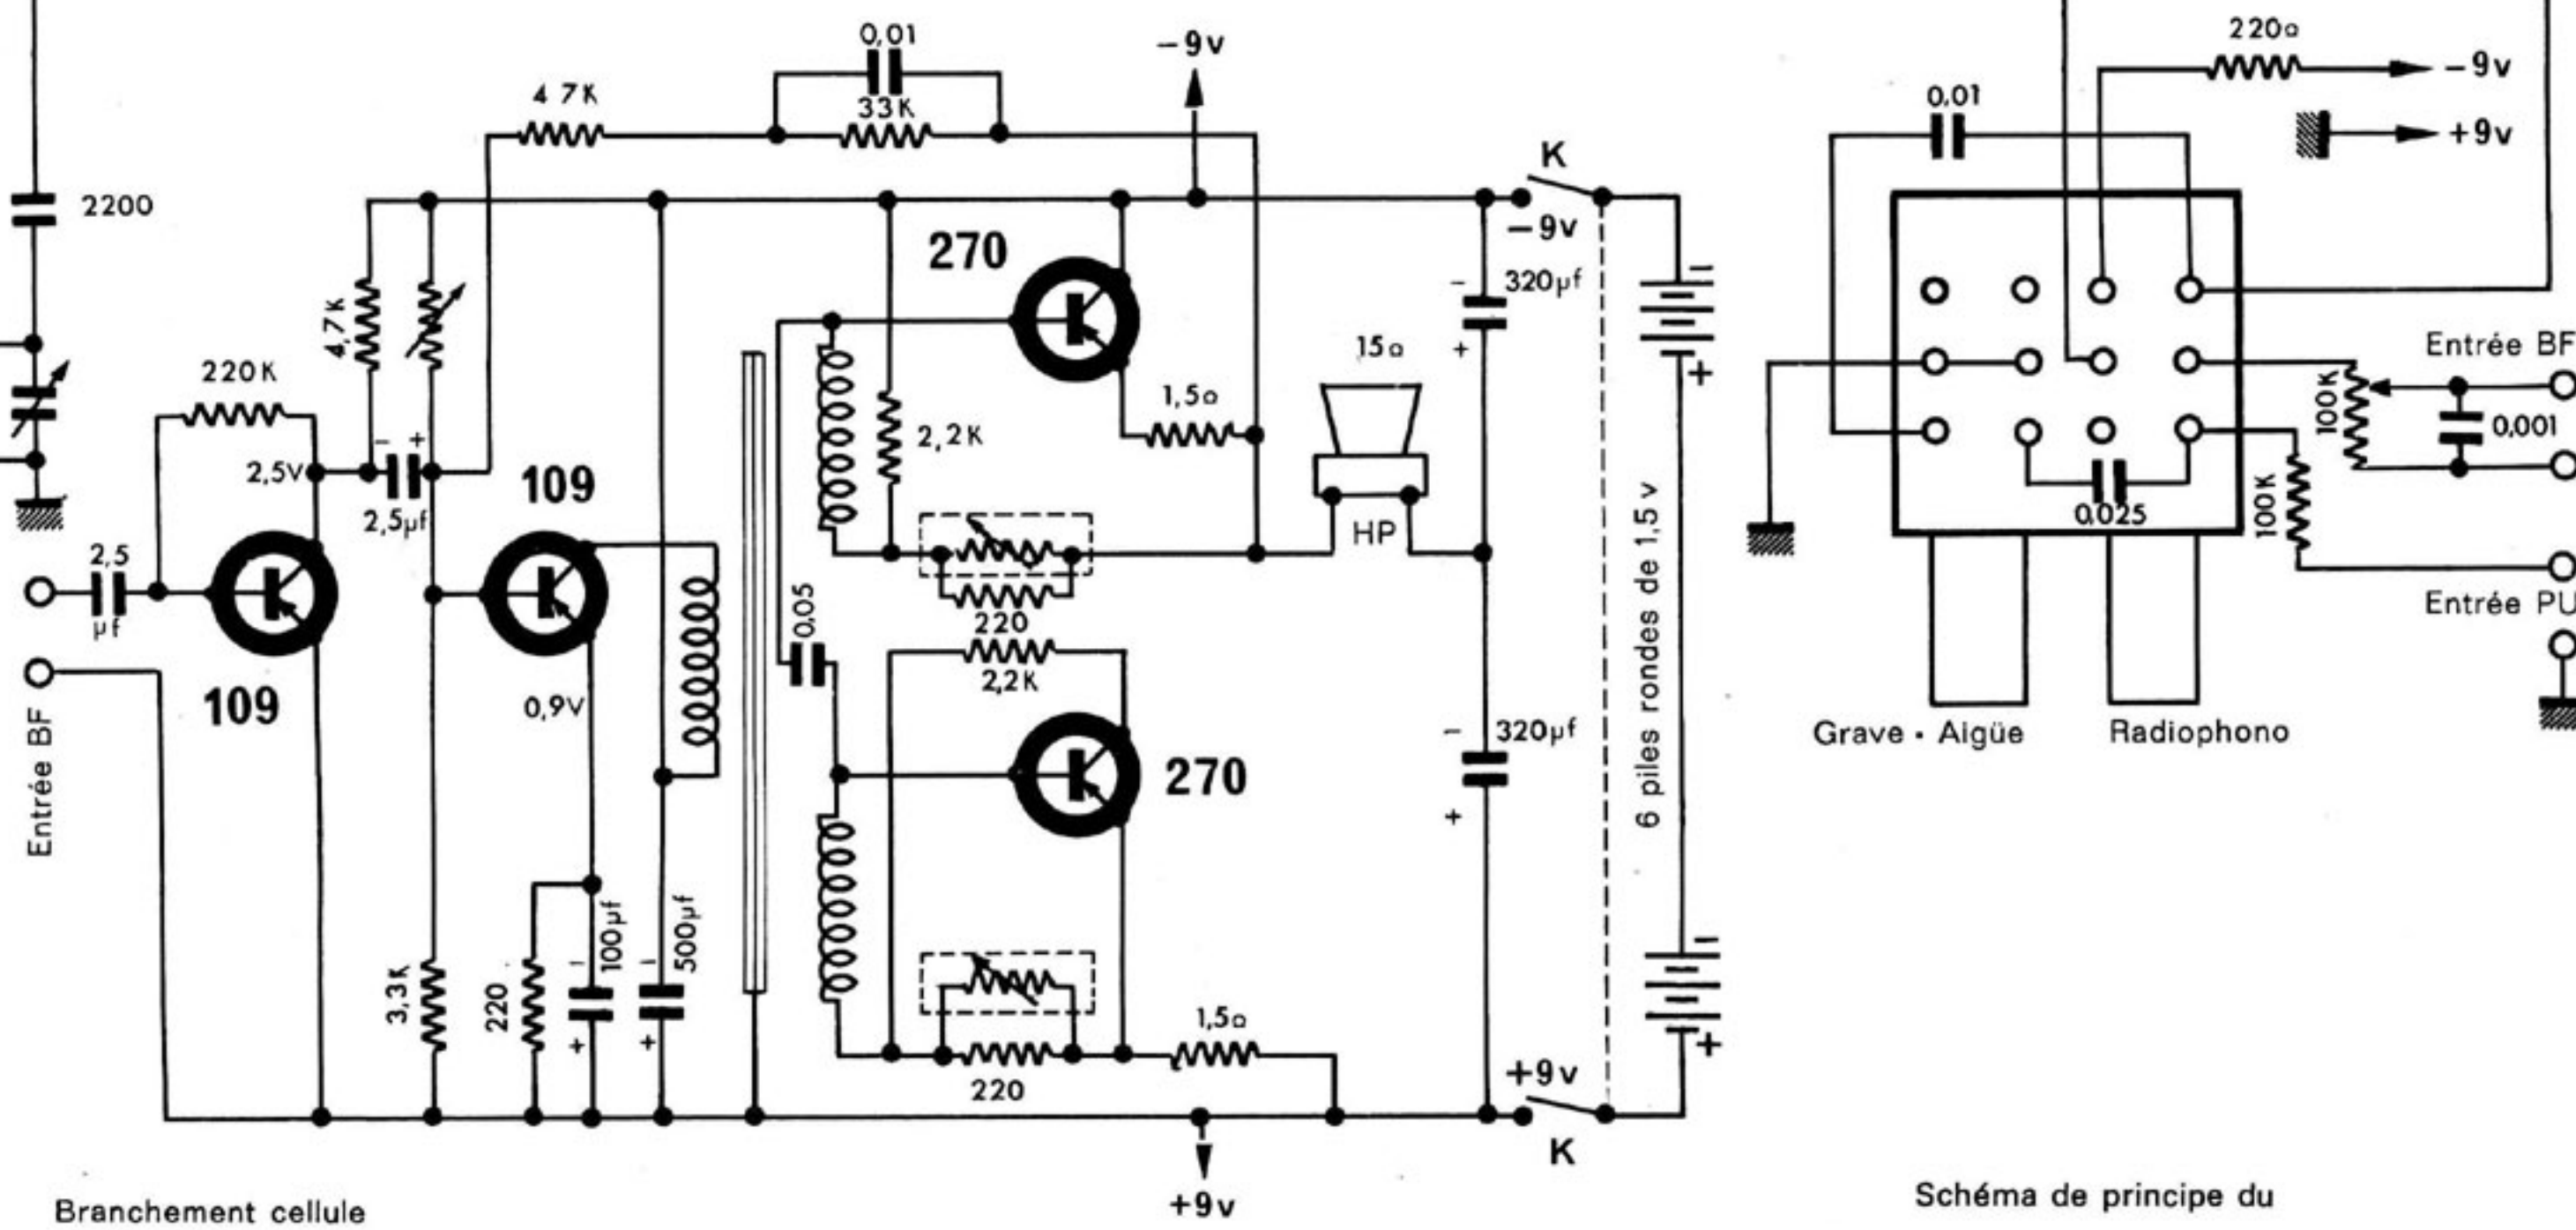 0,01
-9v
220Ω
-9v
4 7K
33K
0,01
+9v
K
2200
-9v
270
320µf
-
+
4,7K
-
+
220K
15Ω
Entrée BF
1,5Ω
100K
0,001
2,5V
- +
2,2K
109
2,5µf
100K
0,025
HP
2,5
µf
0,05
220
Entrée PU
6 piles rondes de 1,5 v
2,2K
109
0,9V
-
320µf
+
270
Grave - Aigüe
Radiophono
Entrée BF
3,3K
220
-
100µf
+
-
500µf
+
-
+
1,5Ω
220
+9v
K
+9v
Branchement cellule
Schéma de principe du